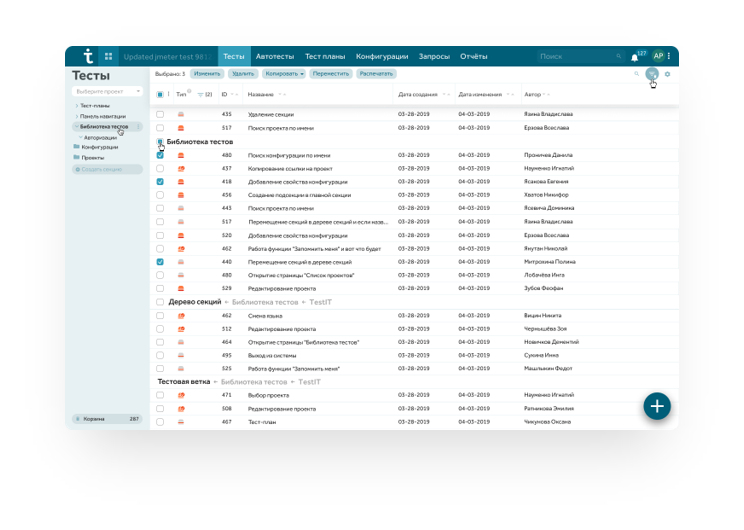 Updated jmeter test 98
Тесты
Автотесты
Тест планы
Конфигурации
Запросы
Отчёты
Поиск
127
AP
Тесты
Выбрано: 3
Изменить
Удалить
Копировать
Переместить
Распечатать
Выберите проект
Тест-планы
Панель навигации
Библиотека тестов
Авторизации
Конфигурации
Проекты
Создать секцию
Корзина 287
Тип (2) ID Название Дата создания Дата изменения Автор
435 Удаление секции 03-28-2019 04-03-2019 Язина Владислава
517 Поиск проекта по имени 03-28-2019 04-03-2019 Ерзова Всеслава
Библиотека тестов
480 Поиск конфигурации по имени 03-28-2019 04-03-2019 Проничев Данила
437 Копирование ссылки на проект 03-28-2019 04-03-2019 Науменко Игнатий
418 Добавление свойства конфигурации 03-28-2019 04-03-2019 Ясакова Евгения
456 Создание подсекции в главной секции 03-28-2019 04-03-2019 Хвотов Никифор
443 Поиск проекта по имени 03-28-2019 04-03-2019 Ясевича Доминика
517 Перемещение секций в дереве секций и если назв... 03-28-2019 04-03-2019 Язина Владислава
520 Добавление свойства конфигурации 03-28-2019 04-03-2019 Ерзова Всеслава
462 Работа функции "Запомнить меня" и вот что будет 03-28-2019 04-03-2019 Якутан Николай
440 Перемещение секций в дереве секций 03-28-2019 04-03-2019 Митрохина Полина
480 Открытие страницы "Список проектов" 03-28-2019 04-03-2019 Лобачёва Инга
529 Редактирование проекта 03-28-2019 04-03-2019 Зубов Феофан
Дерево секций ← Библиотека тестов ← TestIT
462 Смена языка 03-28-2019 04-03-2019 Вицин Никита
512 Редактирование проекта 03-28-2019 04-03-2019 Чернышёва Зоя
464 Открытие страницы "Библиотека тестов" 03-28-2019 04-03-2019 Новичков Дементий
495 Выход из системы 03-28-2019 04-03-2019 Сукина Инна
525 Работа функции "Запомнить меня" 03-28-2019 04-03-2019 Машлыкин Федот
Тестовая ветка ← Библиотека тестов ← TestIT
471 Выбор проекта 03-28-2019 04-03-2019 Науменко Игнатий
508 Редактирование проекта 03-28-2019 04-03-2019 Ратникова Эмилия
467 Тест-план 03-28-2019 04-03-2019 Чикунова Оксана